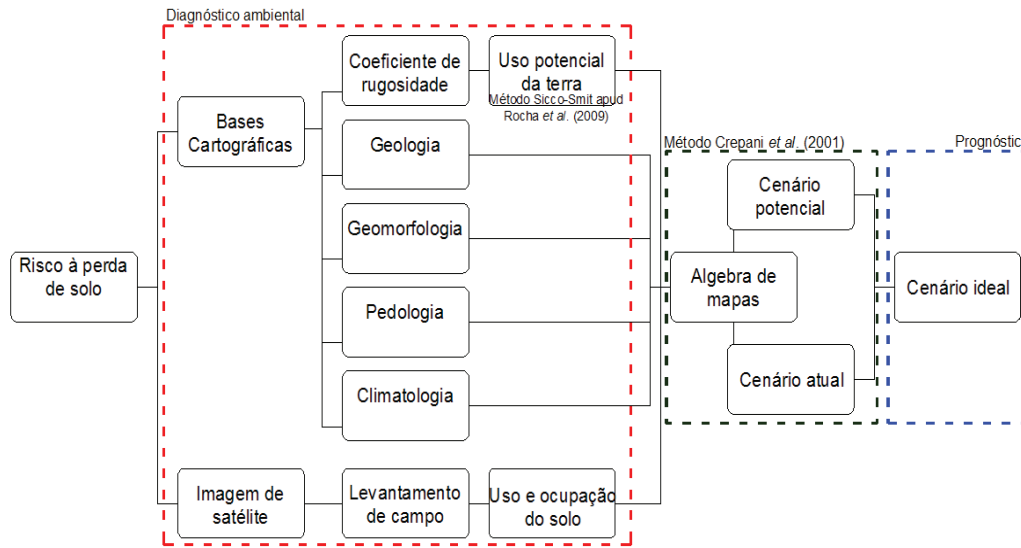 Diagnóstico ambiental
Coeficiente de
rugosidade
Uso potencial
da terra
Método Sicco-Smit apud
Rocha et al. (2009)
Bases
Cartográficas
Geologia
Método Crepani et al. (2001)
Prognóstic
Cenário
potencial
Geomorfologia
Risco à perda
de solo
Algebra de
mapas
Cenário ideal
Pedologia
Cenário atual
Climatologia
Imagem de
satélite
Levantamento
de campo
Uso e ocupação
do solo